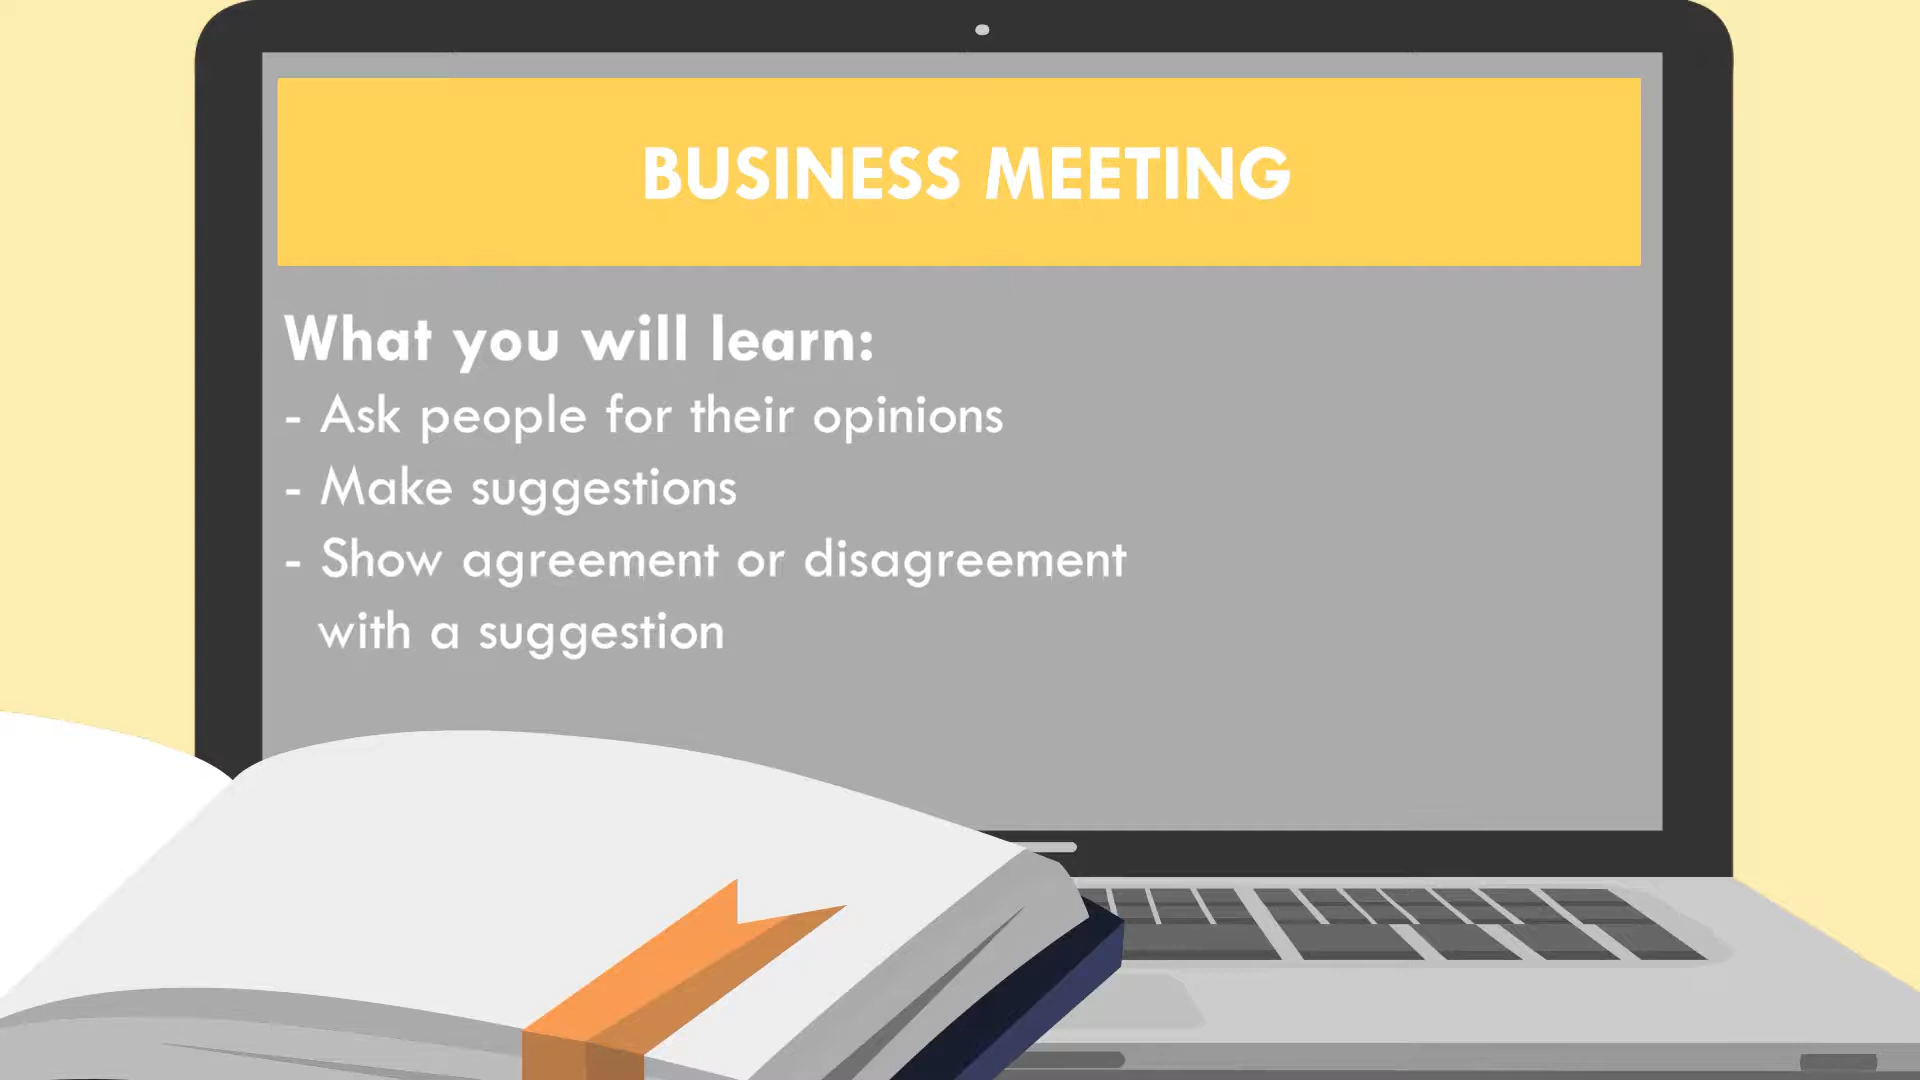 BUSINESS MEETING
What you will learn:
- Ask people for their opinions
- Make suggestions
- Show agreement or disagreement
with a suggestion